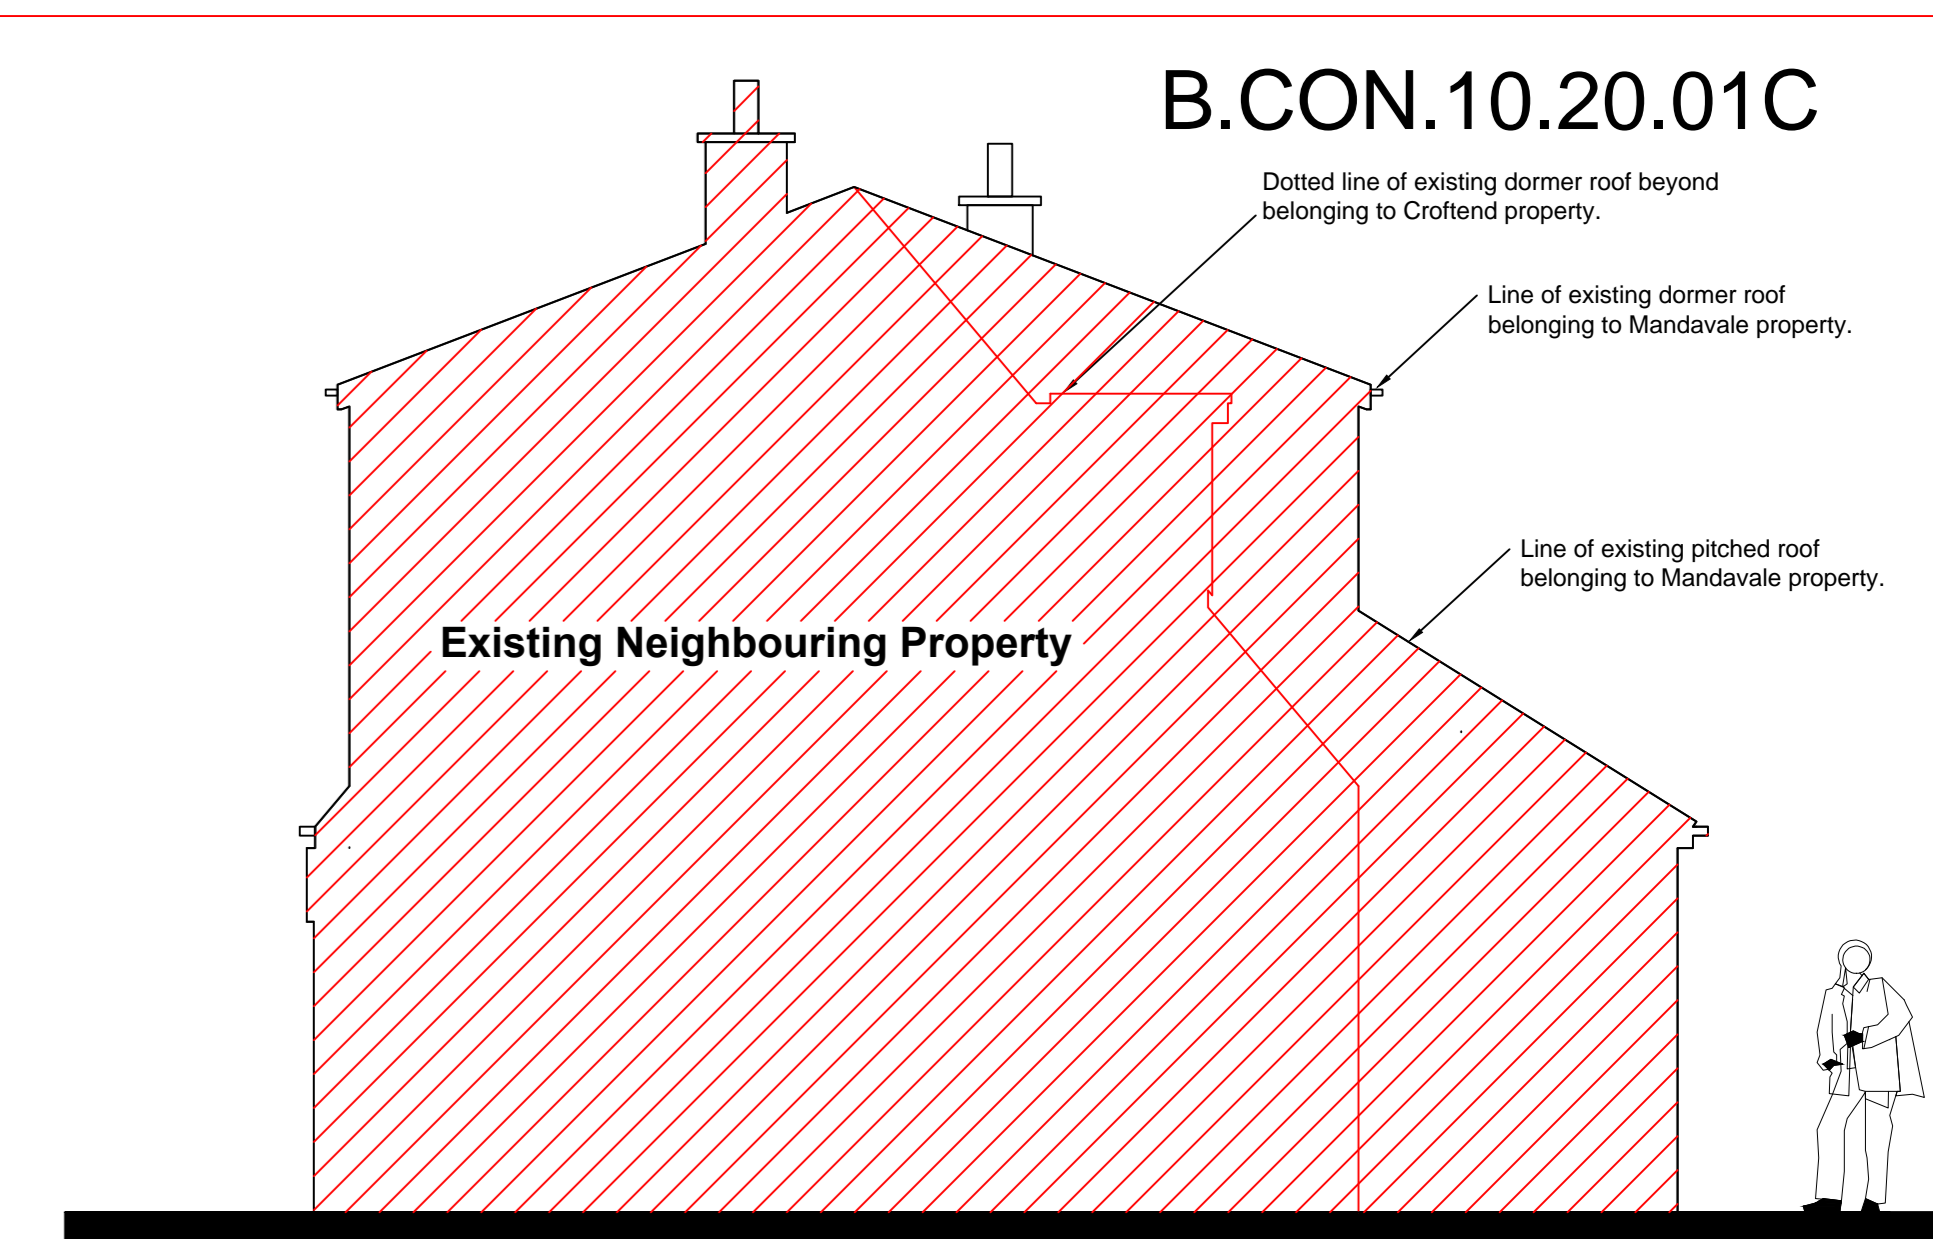 B.CON.10.20.01C
Dotted line of existing dormer roof beyond
belonging to Croftend property.
Line of existing dormer roof
belonging to Mandavale property.
Line of existing pitched roof
belonging to Mandavale property.
Existing Neighbouring Property